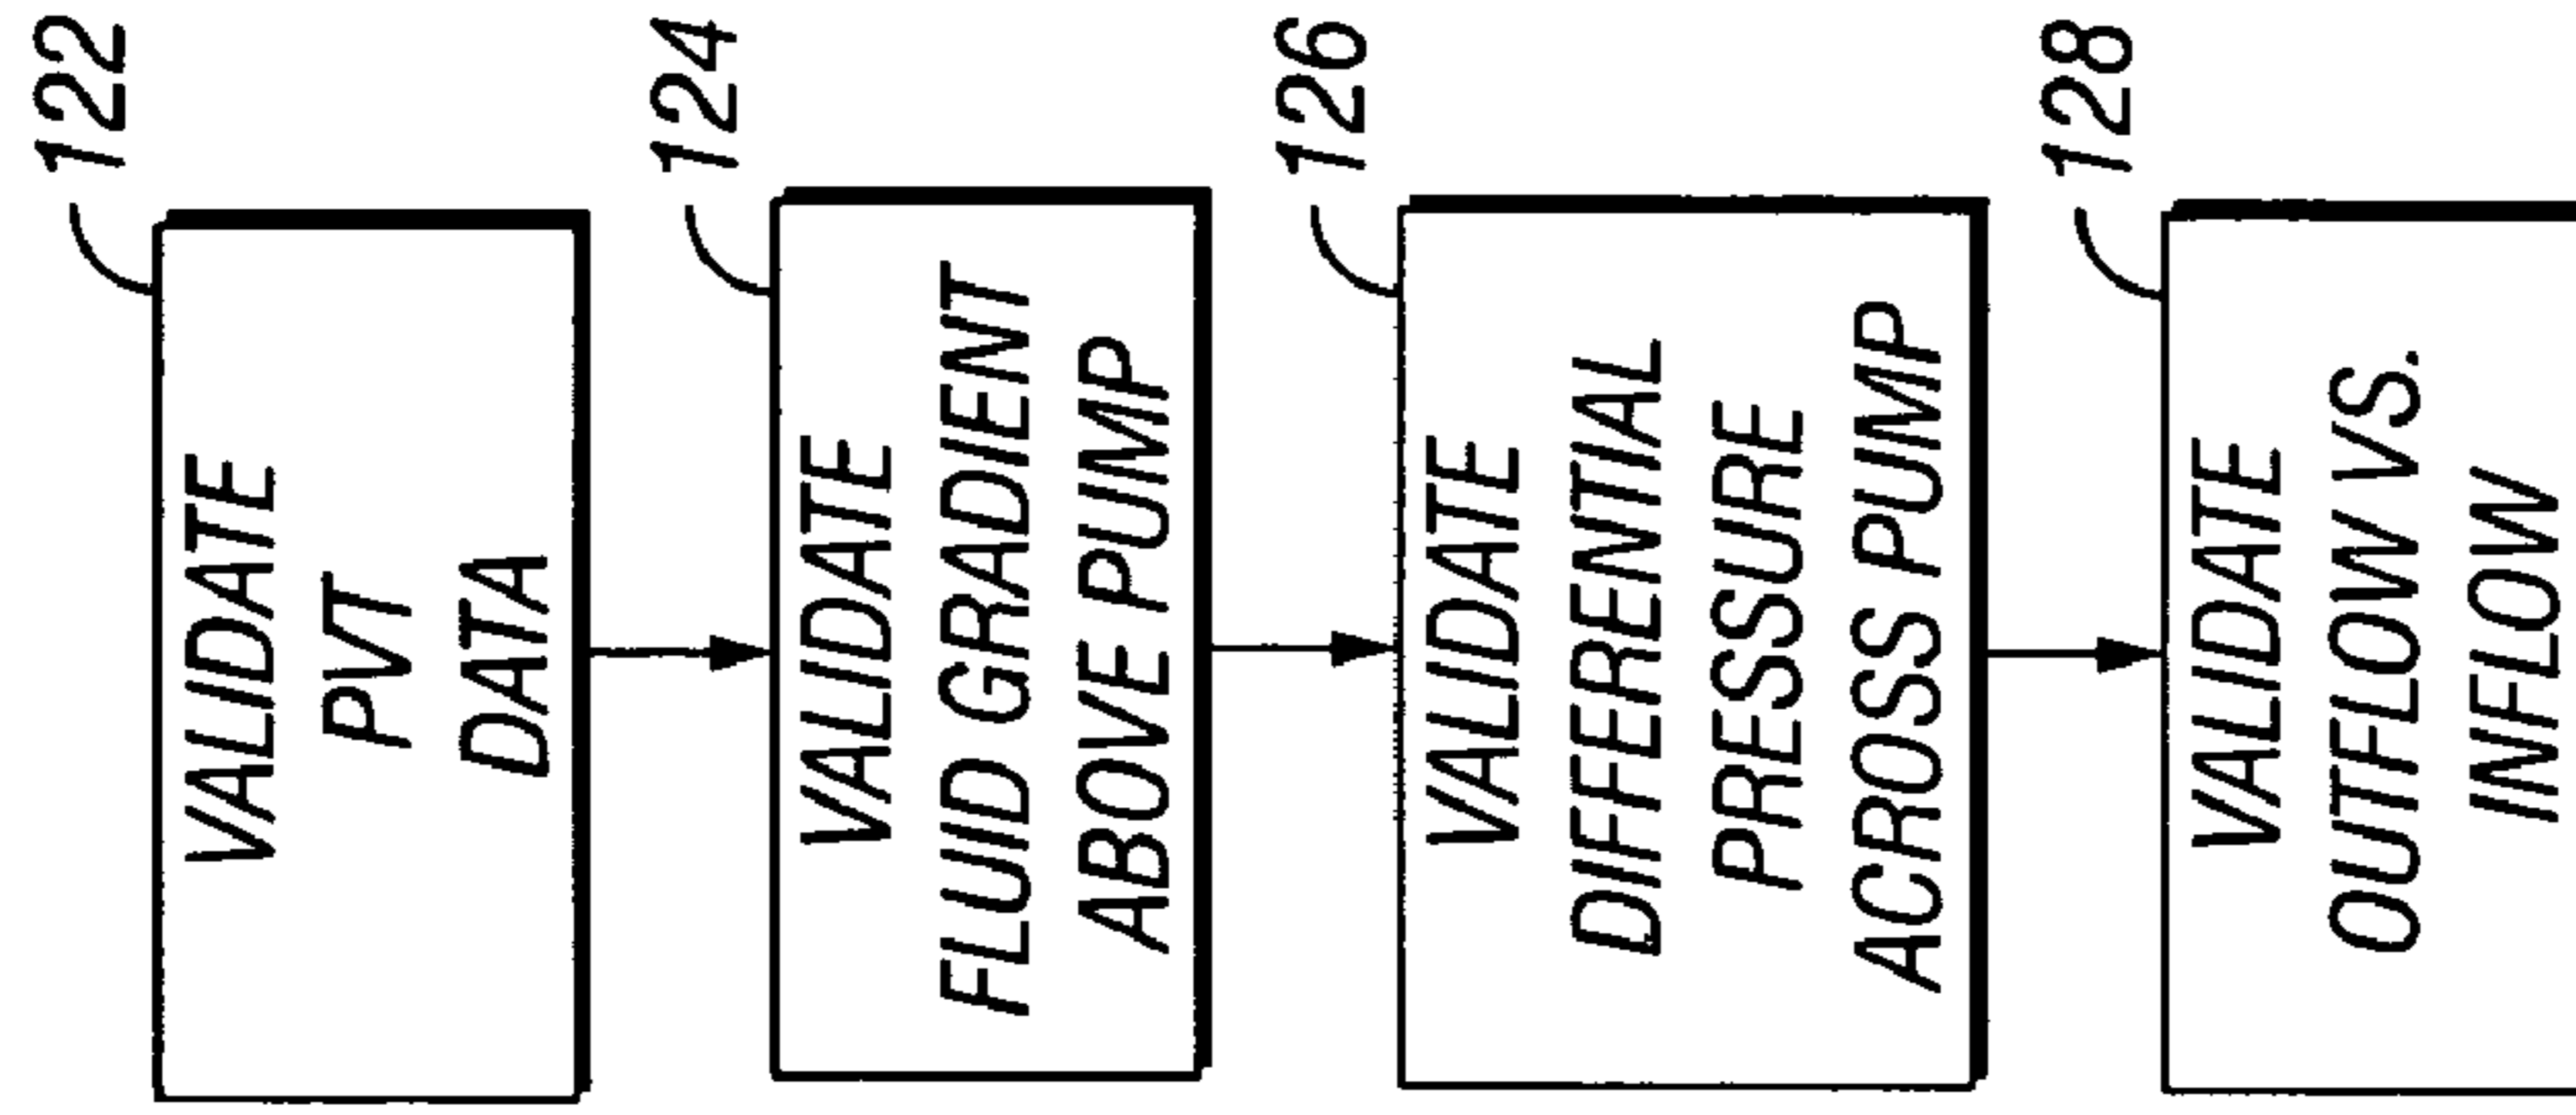 122
VALIDATE
PVT
DATA
124
VALIDATE
FLUID GRADIENT
ABOVE PUMP
126
VALIDATE
DIFFERENTIAL
PRESSURE
ACROSS PUMP
128
VALIDATE
OUTFLOW VS.
INFLOW